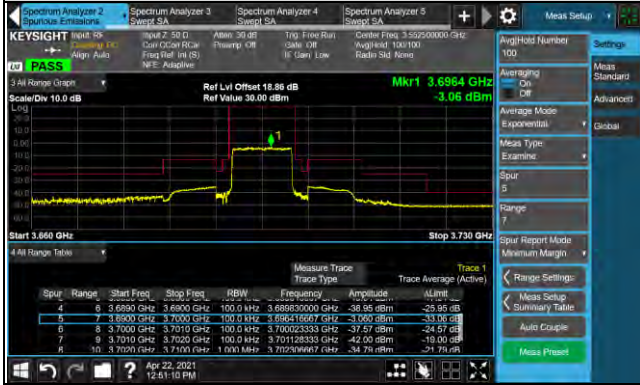 Spectrum Analyzer 2
Spurious Emissions
Spectrum Analyzer 3
Swept SA
Spectrum Analyzer 4
Swept SA
Spectrum Analyzer 5
Swept SA
+
Meas Setup
KEYSIGHT
Input: RF
Coupling: DC
Align: Auto
Input Z: 50 Ω
Corr CCorr RCal
Freq Ref: Int (S)
NFE: Adaptive
Atten: 30 dB
Preamp: Off
Trig: Free Run
Gate: Off
IF Gain: Low
Center Freq: 3.552500000 GHz
Avg|Hold: 100/100
Radio Std: None
LXI
PASS
3 All Range Graph
Scale/Div 10.0 dB
Ref Lvl Offset 18.86 dB
Ref Value 30.00 dBm
Mkr1 3.6964 GHz
-3.06 dBm
Log
1
Start 3.660 GHz
Stop 3.730 GHz
4 All Range Table
Measure Trace
Trace 1
Trace Type
Trace Average (Active)
Spur Range Start Freq Stop Freq RBW Frequency Amplitude ΔLimit
4 6 3.6890 GHz 3.6900 GHz 100.0 kHz 3.689830000 GHz -38.95 dBm -25.95 dB
5 7 3.6900 GHz 3.7000 GHz 100.0 kHz 3.696416667 GHz -3.060 dBm -33.06 dB
6 8 3.7000 GHz 3.7010 GHz 100.0 kHz 3.700023333 GHz -37.57 dBm -24.57 dB
7 9 3.7010 GHz 3.7020 GHz 100.0 kHz 3.701128333 GHz -42.00 dBm -19.00 dB
8 10 3.7020 GHz 3.7100 GHz 1.000 MHz 3.702306667 GHz -34.79 dBm -21.79 dB
?
Apr 22, 2021
12:51:10 PM
Avg|Hold Number
100
Averaging
On
Off
Average Mode
Exponential
Meas Type
Examine
Spur
5
Range
7
Spur Report Mode
Minimum Margin
Range Settings
Meas Setup
Summary Table
Auto Couple
Meas Preset
Settings
Meas
Standard
Advanced
Global